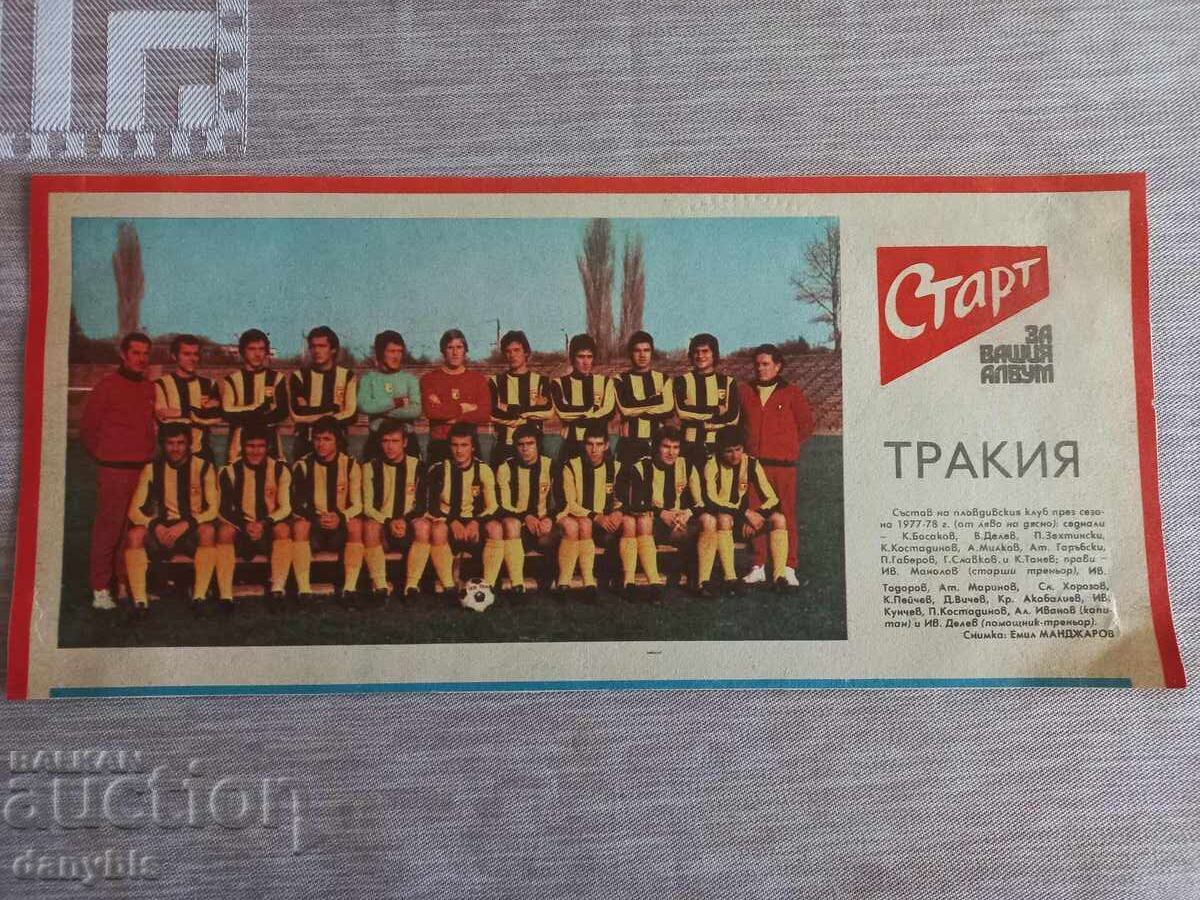 Старт
ЗА
ВАШИЯ
АЛБУМ
ТРАКИЯ
Състав на пловдивския клуб през сезо-
на 1977-78 г. (от ляво на дясно): седнали
– К.Босаков, В.Делев, П.Зехтински,
К.Костадинов, А.Милков, Ат. Гаръбски,
П.Габеров, Г.Славков и К.Танев; прави –
ИВ. Манолов (старши треньор), ИВ.
Тодоров, Ат. Маринов, Сл. Хорозов,
К.Пейчев, Д.Вичев, Кр. Акабалиев, ИВ.
Кунчев, П.Костадинов, Ал. Иванов (капи-
тан) и ИВ. Делев (помощник-треньор).
Снимка: Емил МАНДЖАРОВ
BALKAN
auction
danybis